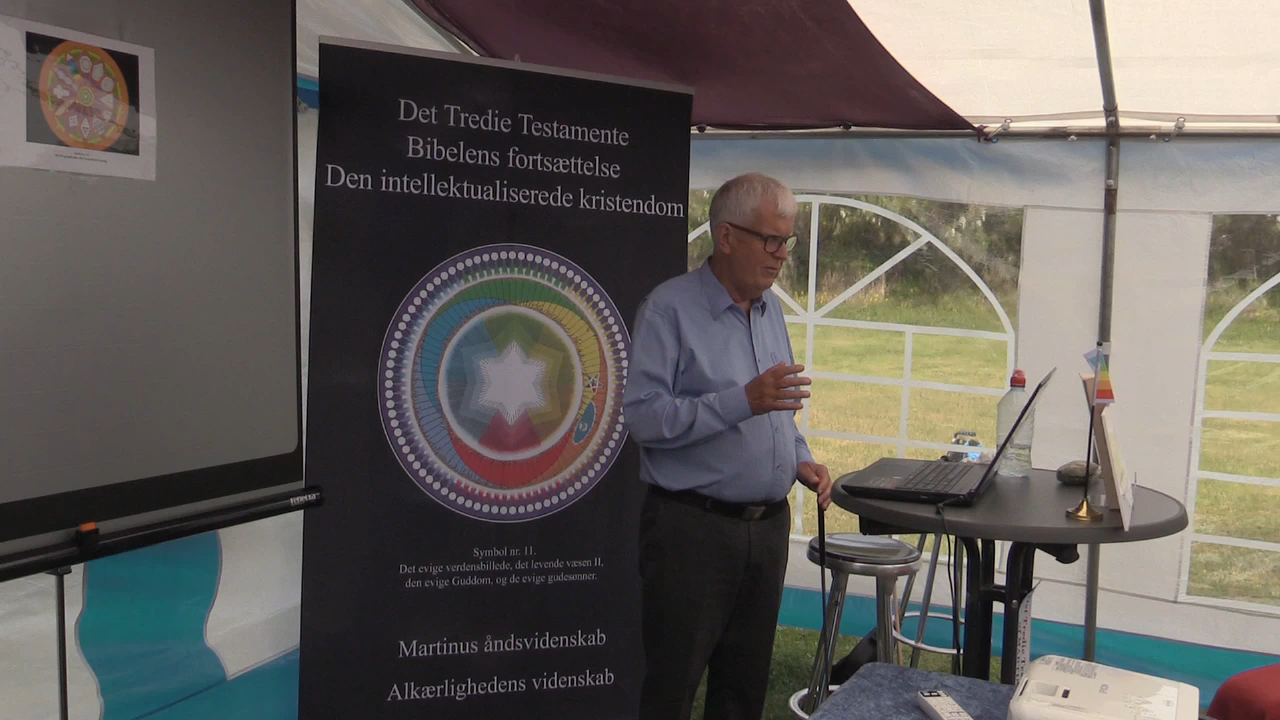 Det Tredie Testamente
Bibelens fortsættelse
Den intellektualiserede kristendom
Symbol nr. 11.
Det evige verdensbillede, det levende væsen II,
den evige Guddom, og de evige gudesønner.
Martinus åndsvidenskab
Alkærlighedens videnskab